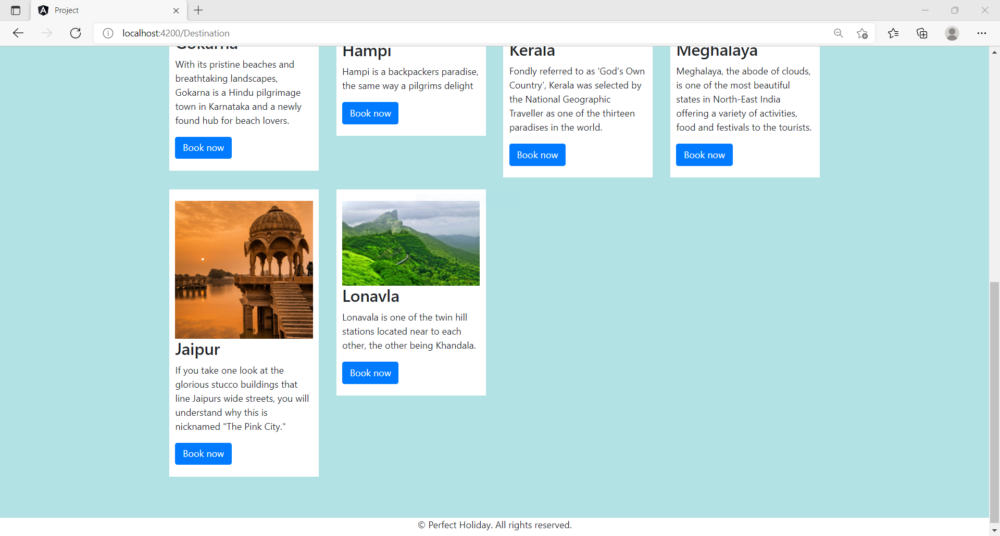 Project
localhost:4200/Destination
Gokarna
With its pristine beaches and
breathtaking landscapes,
Gokarna is a Hindu pilgrimage
town in Karnataka and a newly
found hub for beach lovers.
Book now
Hampi
Hampi is a backpackers paradise,
the same way a pilgrims delight
Book now
Kerala
Fondly referred to as ‘God’s Own
Country’, Kerala was selected by
the National Geographic
Traveller as one of the thirteen
paradises in the world.
Book now
Meghalaya
Meghalaya, the abode of clouds,
is one of the most beautiful
states in North-East India
offering a variety of activities,
food and festivals to the tourists.
Book now
Jaipur
If you take one look at the
glorious stucco buildings that
line Jaipurs wide streets, you will
understand why this is
nicknamed "The Pink City."
Book now
Lonavla
Lonavala is one of the twin hill
stations located near to each
other, the other being Khandala.
Book now
© Perfect Holiday. All rights reserved.